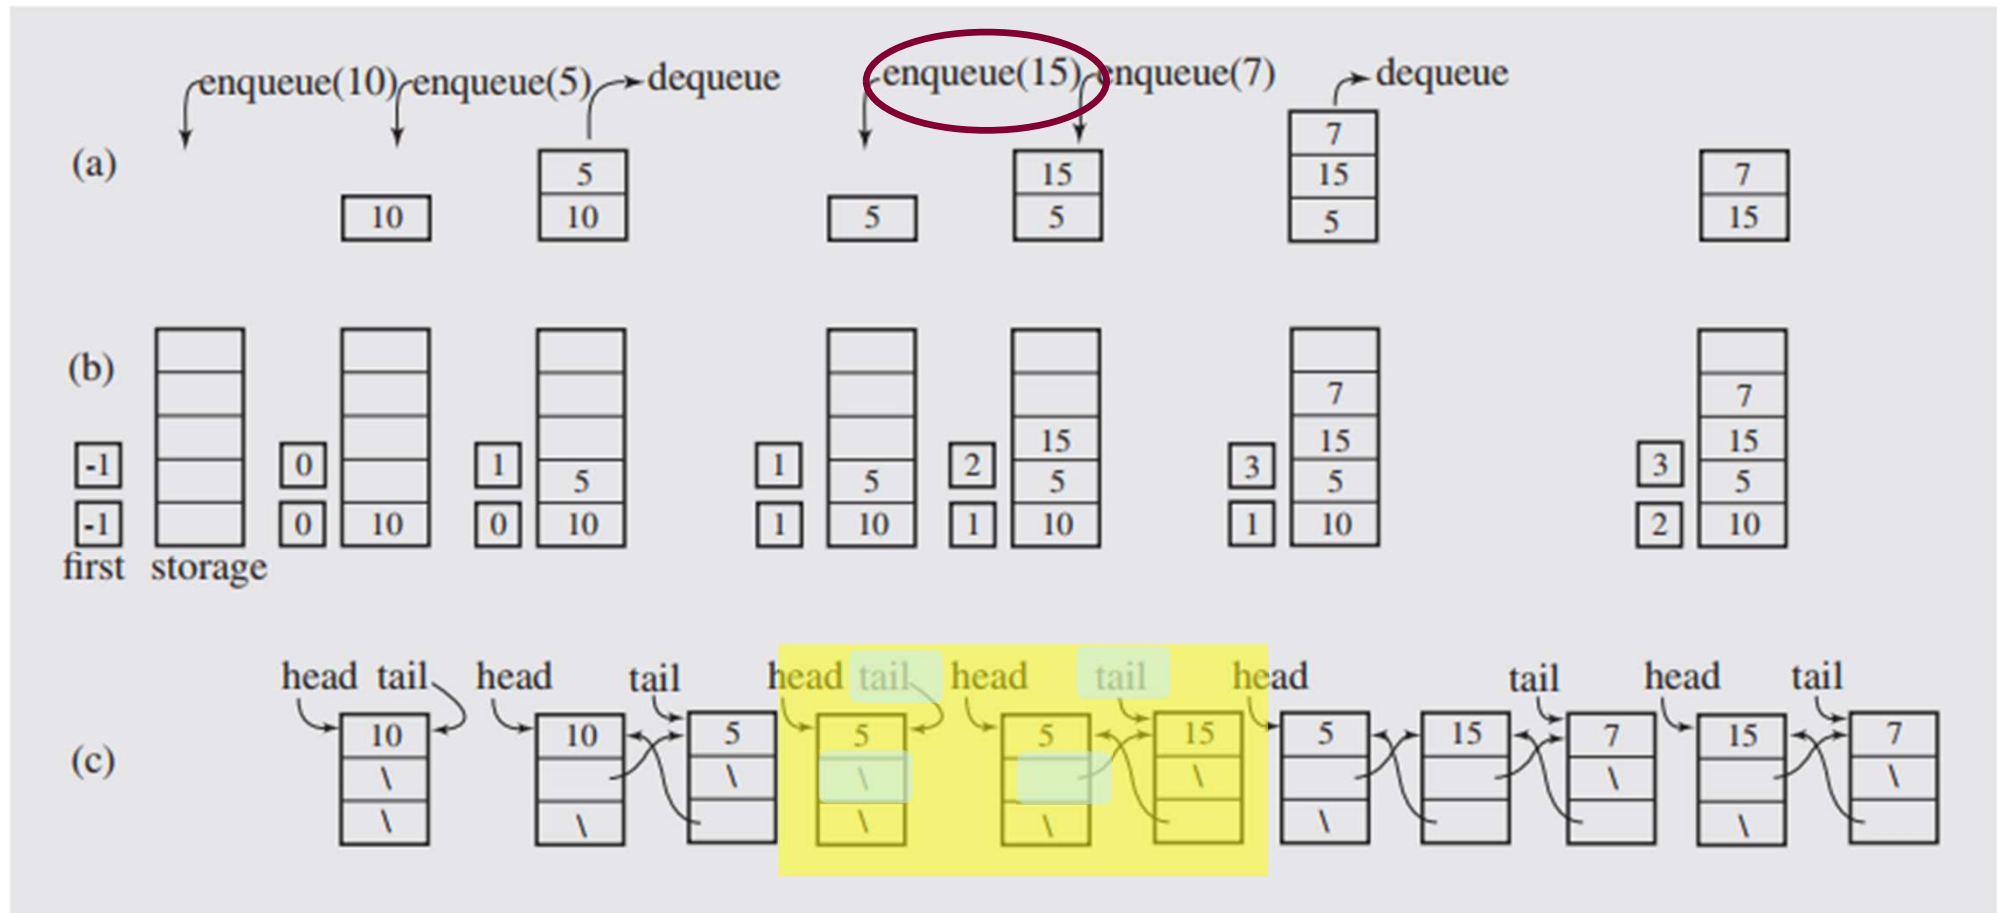 enqueue(10) enqueue(5) dequeue enqueue(15) enqueue(7) dequeue
(a)
7
5 15 15 7
10 10 5 5 5 15
(b)
7 7
15 15 15
-1 0 1 1 2 3 3
5 5 5 5 5
-1 0 10 0 10 1 10 1 10 1 10 2 10
first storage
head tail head tail head tail head tail head tail head tail
(c)
10 10 5 5 5 15 5 15 7 15 7
\ \ \ \ \ \
\ \ \ \ \ \